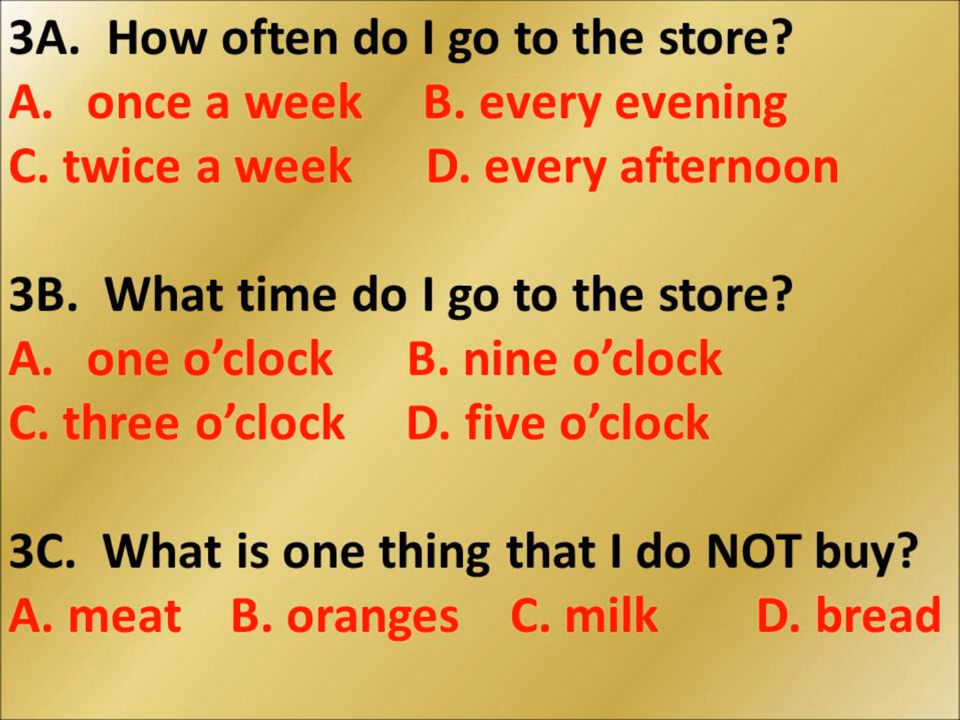 3A. How often do I go to the store?
A. once a week B. every evening
C. twice a week D. every afternoon
3B. What time do I go to the store?
A. one o’clock B. nine o’clock
C. three o’clock D. five o’clock
3C. What is one thing that I do NOT buy?
A. meat B. oranges C. milk D. bread